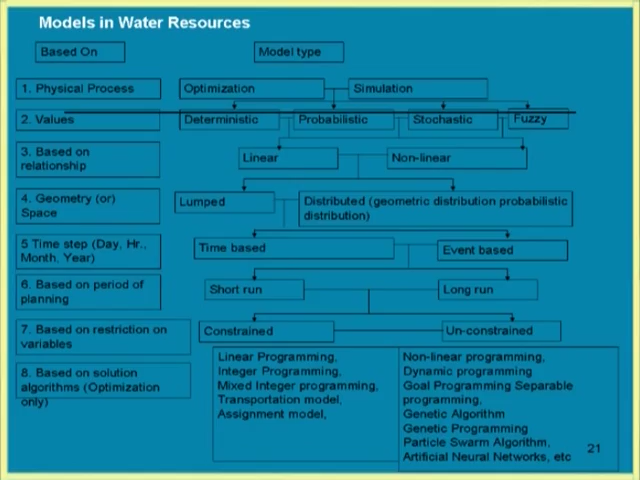 Models in Water Resources
Based On
Model type
1. Physical Process
Optimization
Simulation
2. Values
Deterministic
Probabilistic
Stochastic
Fuzzy
3. Based on
relationship
Linear
Non-linear
4. Geometry (or)
Space
Lumped
Distributed (geometric distribution probabilistic
distribution)
5 Time step (Day, Hr.,
Month, Year)
Time based
Event based
6. Based on period of
planning
Short run
Long run
7. Based on restriction on
variables
Constrained
Un-constrained
8. Based on solution
algorithms (Optimization
only)
Linear Programming,
Integer Programming,
Mixed Integer programming,
Transportation model,
Assignment model,
Non-linear programming,
Dynamic programming
Goal Programming Separable
programming,
Genetic Algorithm
Genetic Programming
Particle Swarm Algorithm,
Artificial Neural Networks, etc
21